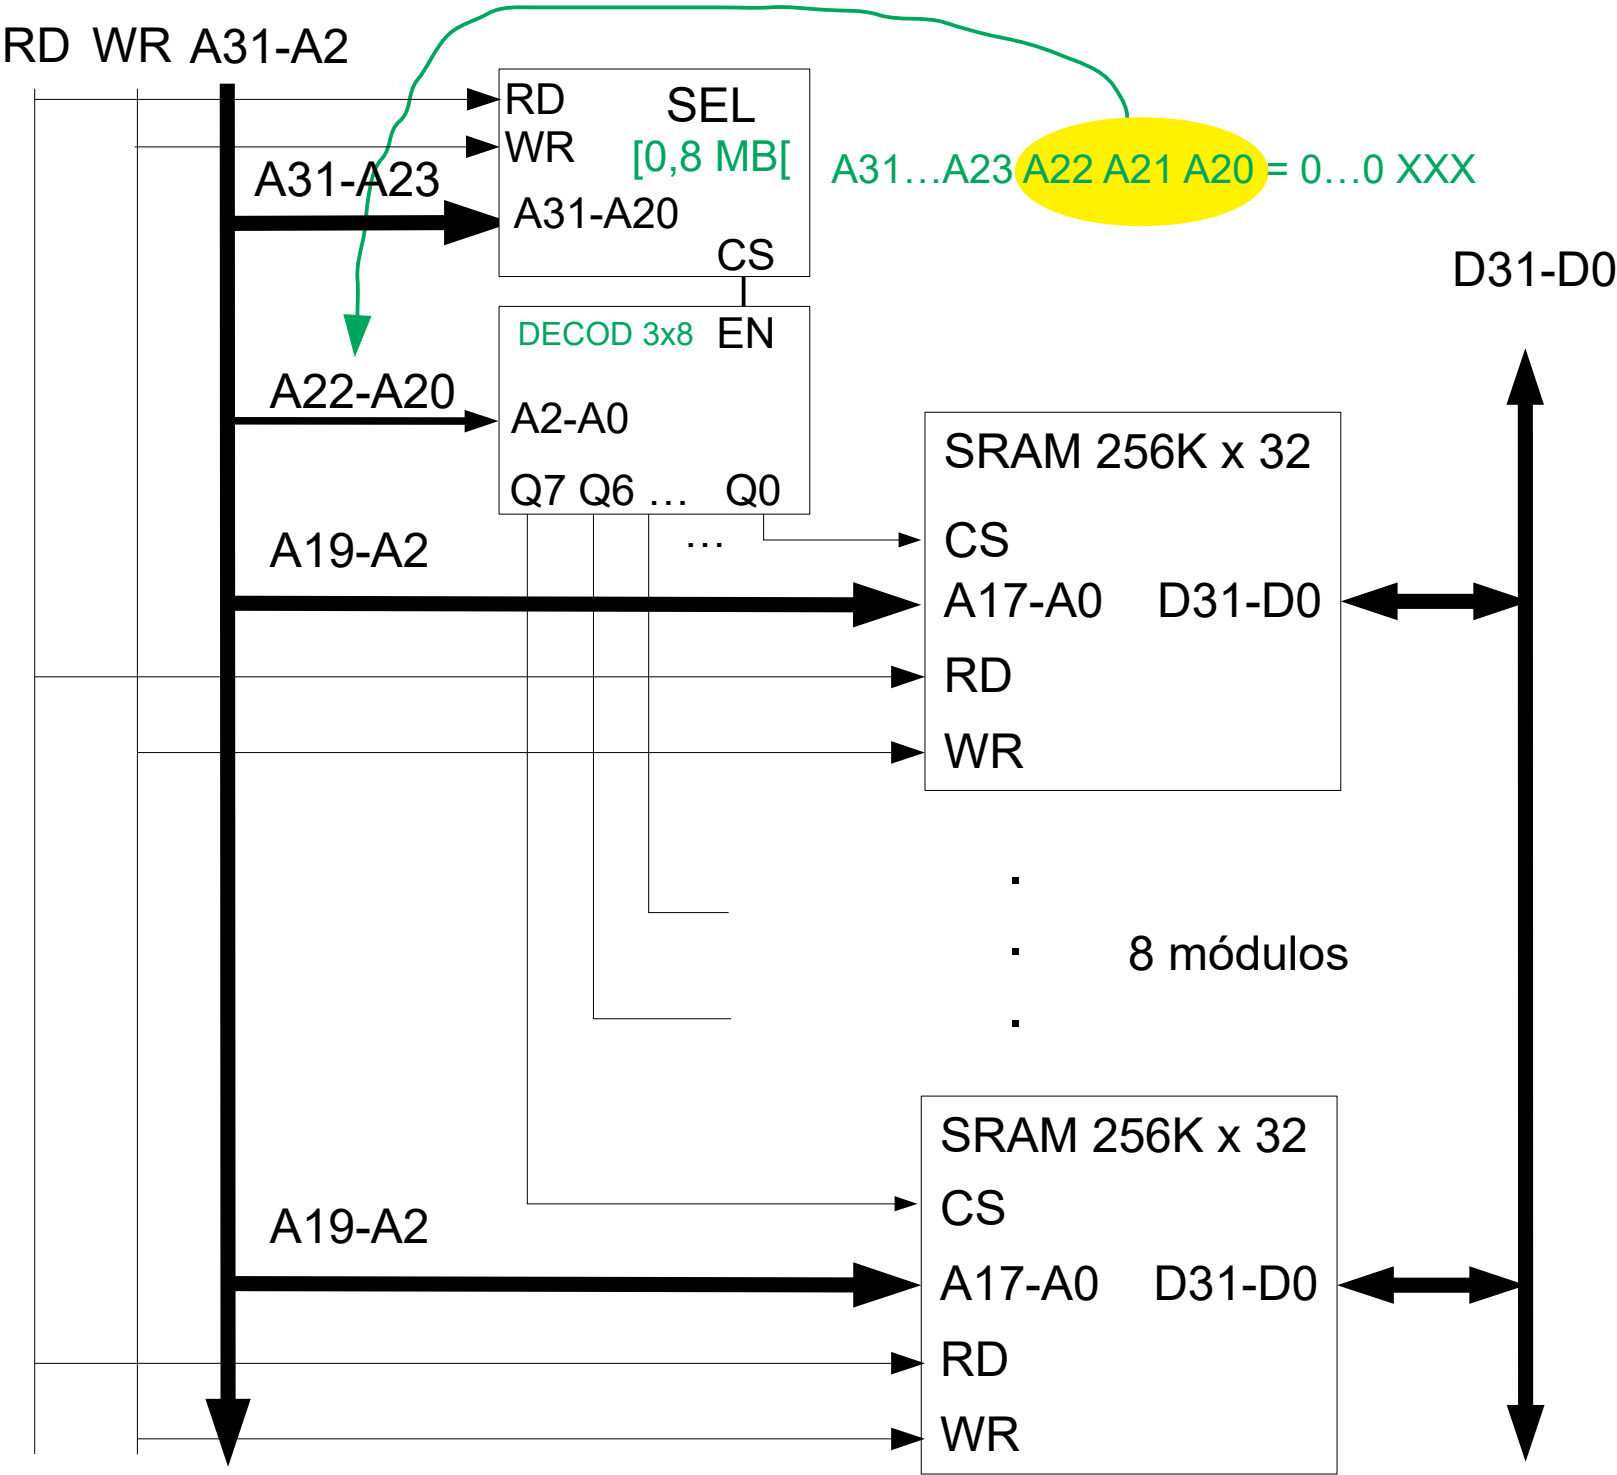 RD WR A31-A2
RD SEL
WR [0,8 MB[
A31…A23 A22 A21 A20 = 0…0 XXX
A31-A23
A31-A20
CS
D31-D0
DECOD 3x8 EN
A22-A20
A2-A0
Q7 Q6 … Q0
…
SRAM 256K x 32
CS
A19-A2
A17-A0 D31-D0
RD
WR
8 módulos
SRAM 256K x 32
CS
A19-A2
A17-A0 D31-D0
RD
WR